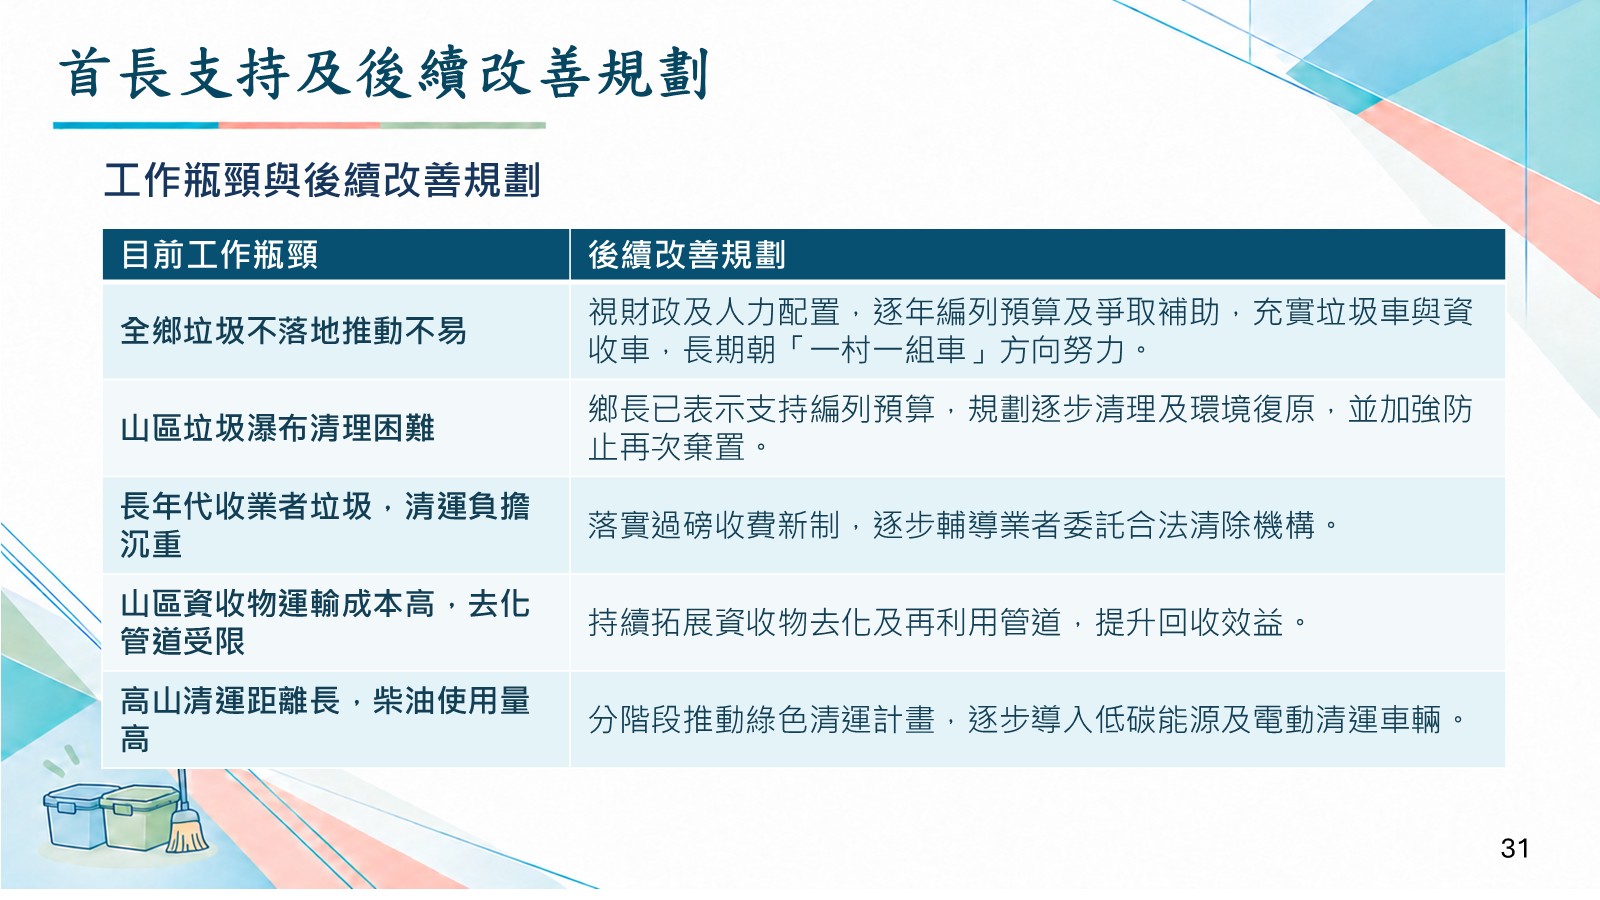 首長支持及後續改善規劃
工作瓶頸與後續改善規劃
目前工作瓶頸
後續改善規劃
全鄉垃圾不落地推動不易
視財政及人力配置，逐年編列預算及爭取補助，充實垃圾車與資
收車，長期朝「一村一組車」方向努力。
山區垃圾瀑布清理困難
鄉長已表示支持編列預算，規劃逐步清理及環境復原，並加強防
止再次棄置。
長年代收業者垃圾，清運負擔
沉重
落實過磅收費新制，逐步輔導業者委託合法清除機構。
山區資收物運輸成本高，去化
管道受限
持續拓展資收物去化及再利用管道，提升回收效益。
高山清運距離長，柴油使用量
高
分階段推動綠色清運計畫，逐步導入低碳能源及電動清運車輛。
31